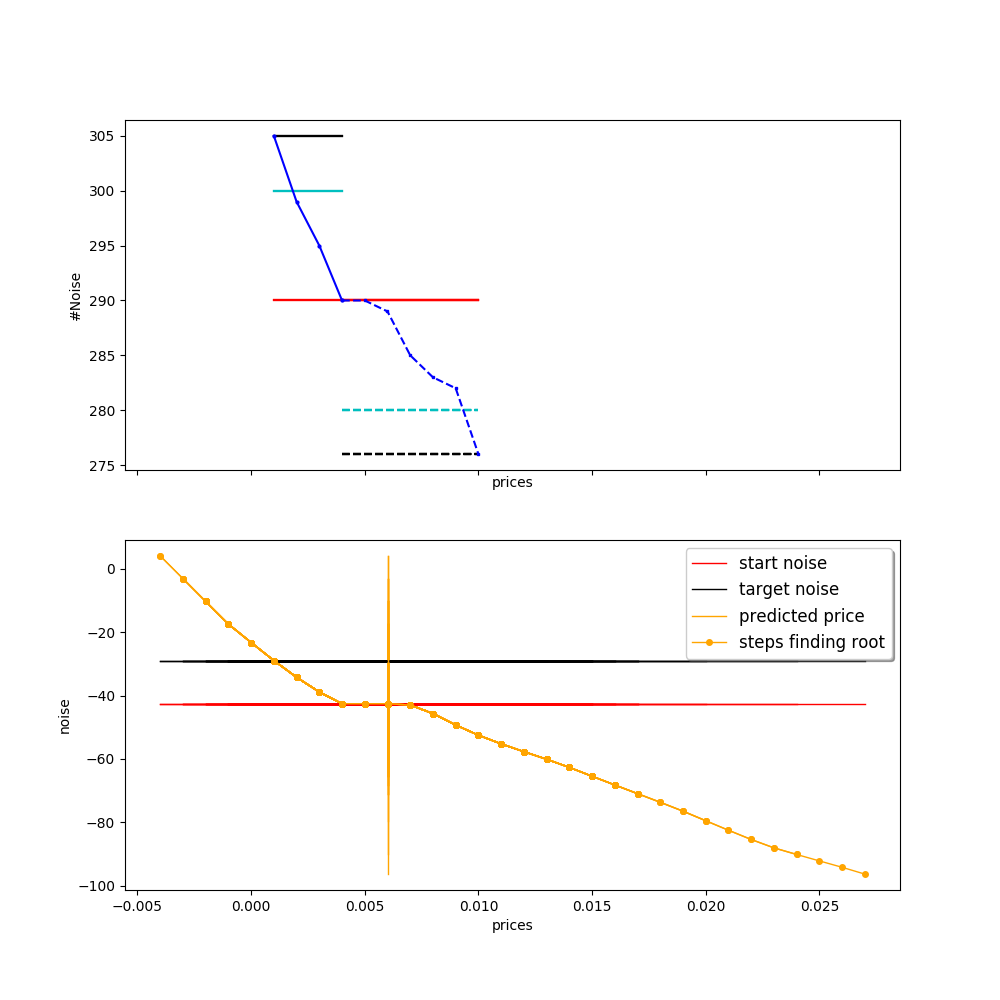 305
300
295
290
285
280
275
#Noise
prices
0
−20
−40
−60
−80
−100
noise
start noise
target noise
predicted price
steps finding root
−0.005 0.000 0.005 0.010 0.015 0.020 0.025
prices